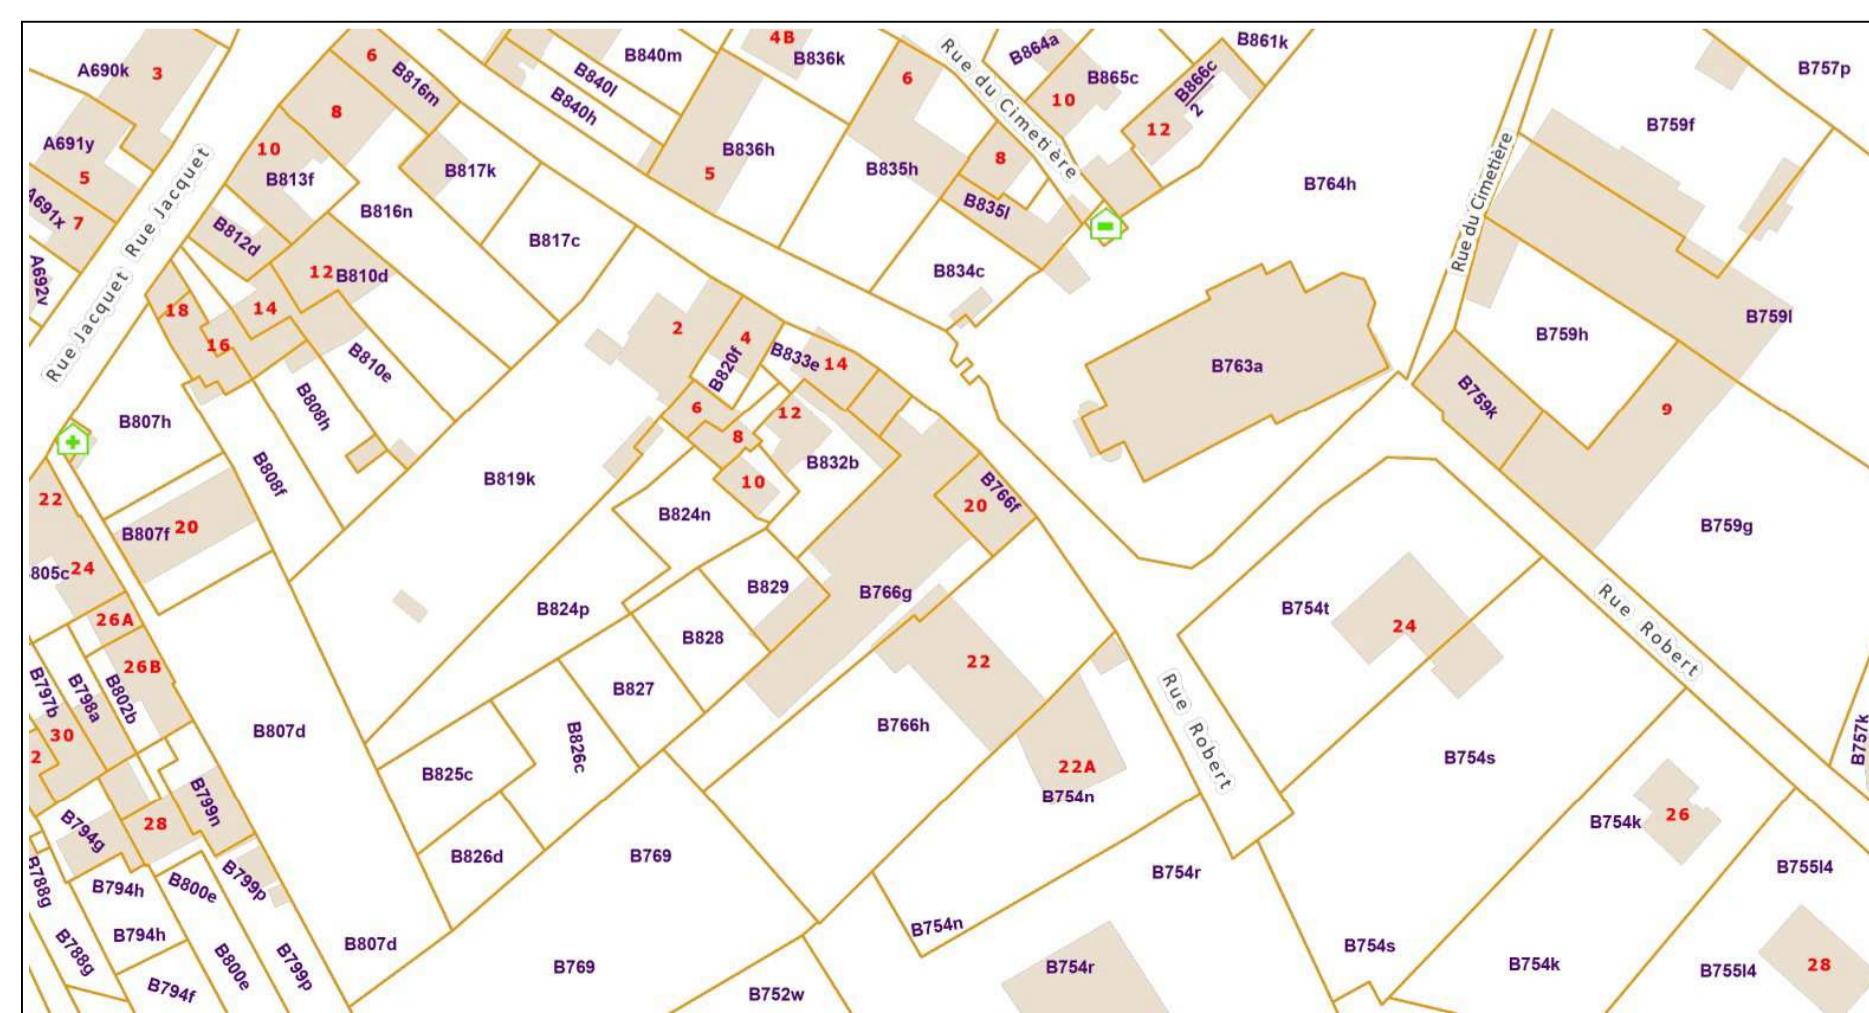 A690k 3
6
B816m
B840m
B840l
B840h
4B
B836k
6
Rue du Cimetière
B864a
B865c
10
B861k
B866c
2
12
B757p
B759f
A691y
5
A691x 7
A692v
Rue Jacquet
Rue Jacquet
8
10
B813f
B812d
B817k
B816n
B817c
B836h
5
B835h
8
B835l
B834c
B764h
Rue du Cimetière
B759l
B759h
B759k
9
B759g
12
B810d
18
14
16
B810e
B808h
B808f
B807h
2
4
B820f
B833e
14
6
12
8
10
B832b
B763a
22
B807f 20
24
26A
26B
B819k
B824n
20
B766f
B829
B766g
B824p
B828
B827
22
B754t
24
Rue Robert
Rue Robert
B797b
B798a
B802b
30
2
B807d
B825c
B826c
B826d
B766h
22A
B754n
B754s
B757k
B754k
26
B755l4
B799n
28
B794g
B788g
B794h
B800e
B799p
B769
B754r
B754n
B794h
B788g
B794f
B800e
B799p
B807d
B769
B752w
B754r
B754s
B754k
B755l4
28